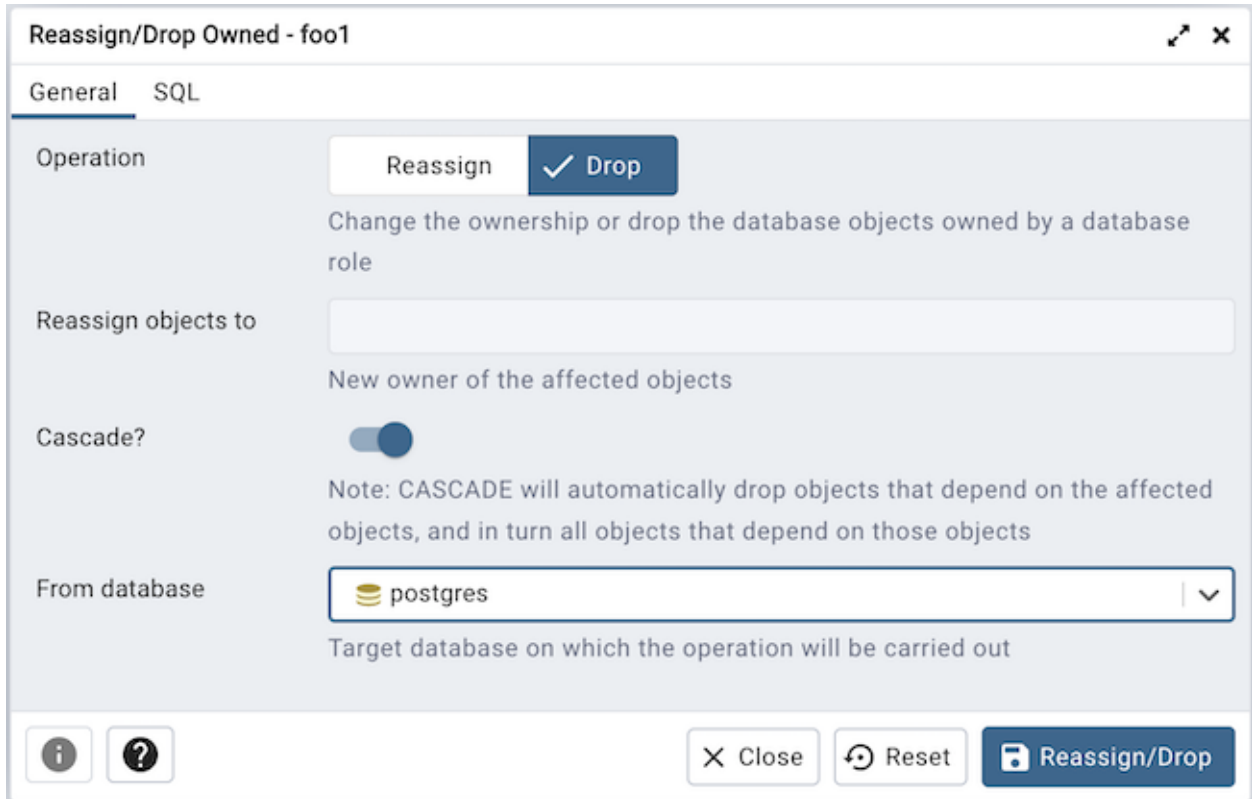 Reassign/Drop Owned - foo1
General SQL
Operation Reassign Drop
Change the ownership or drop the database objects owned by a database
role
Reassign objects to
New owner of the affected objects
Cascade?
Note: CASCADE will automatically drop objects that depend on the affected
objects, and in turn all objects that depend on those objects
From database postgres
Target database on which the operation will be carried out
Close Reset Reassign/Drop